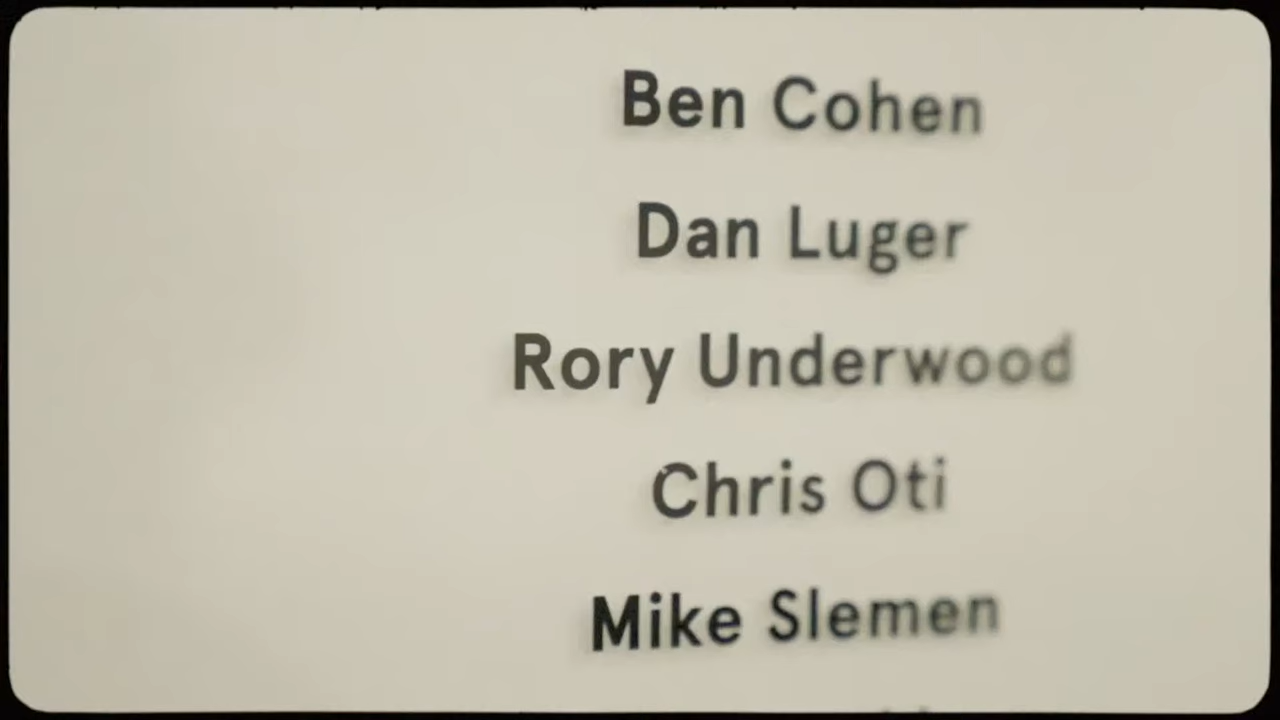 Ben Cohen
Dan Luger
Rory Underwood
Chris Oti
Mike Slemen